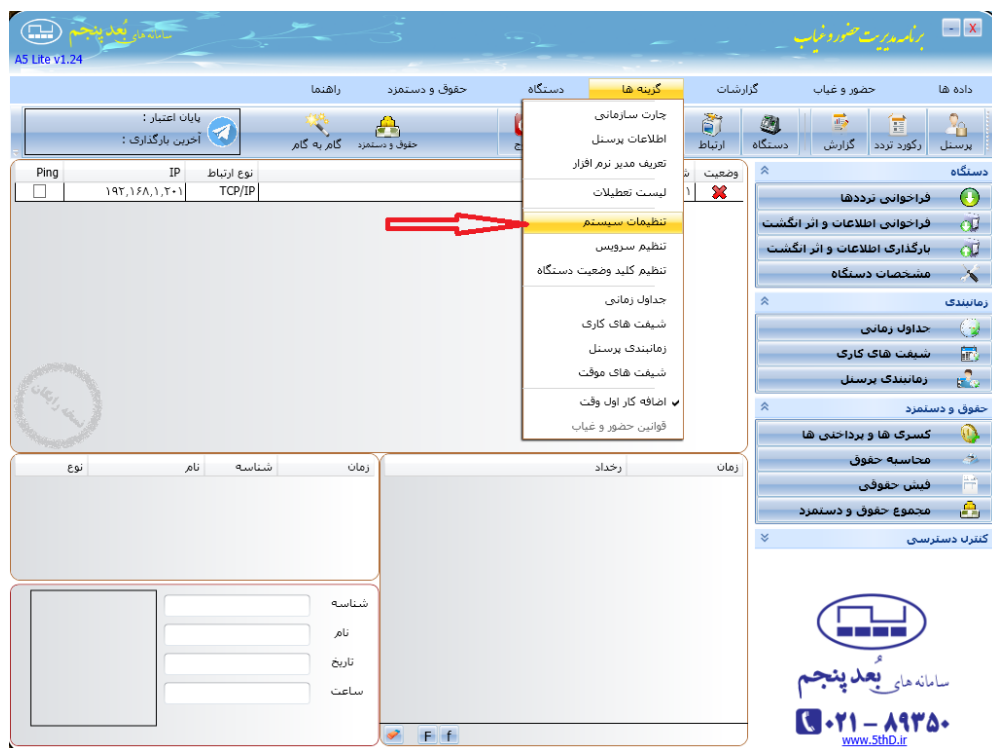 برنامه مدیریت حضور و غیاب
سامانه های بُعد پنجم
A5 Lite v1.24
داده ها
حضور و غیاب
گزارشات
گزینه ها
دستگاه
حقوق و دستمزد
راهنما
پرسنل
رکورد تردد
گزارش
دستگاه
ارتباط
ج
حقوق و دستمزد
گام به گام
پایان اعتبار :
آخرین بارگذاری :
چارت سازمانی
اطلاعات پرسنل
تعریف مدیر نرم افزار
لیست تعطیلات
تنظیمات سیستم
تنظیم سرویس
تنظیم کلید وضعیت دستگاه
جداول زمانی
شیفت های کاری
زمانبندی پرسنل
شیفت های موقت
اضافه کار اول وقت
قوانین حضور و غیاب
وضعیت
ش
نوع ارتباط
IP
Ping
۱
TCP/IP
۱۹۲,۱۶۸,۱,۲۰۱
دستگاه
فراخوانی ترددها
فراخوانی اطلاعات و اثر انگشت
بارگذاری اطلاعات و اثر انگشت
مشخصات دستگاه
زمانبندی
جداول زمانی
شیفت های کاری
زمانبندی پرسنل
حقوق و دستمزد
کسری ها و پرداختی ها
محاسبه حقوق
فیش حقوقی
مجموع حقوق و دستمزد
کنترل دسترسی
نسخه رایگان
زمان
رخداد
زمان
شناسه
نام
نوع
شناسه
نام
تاریخ
ساعت
F f
سامانه های بُعد پنجم
۰۲۱ – ۸۹۳۵۰
www.5thD.ir